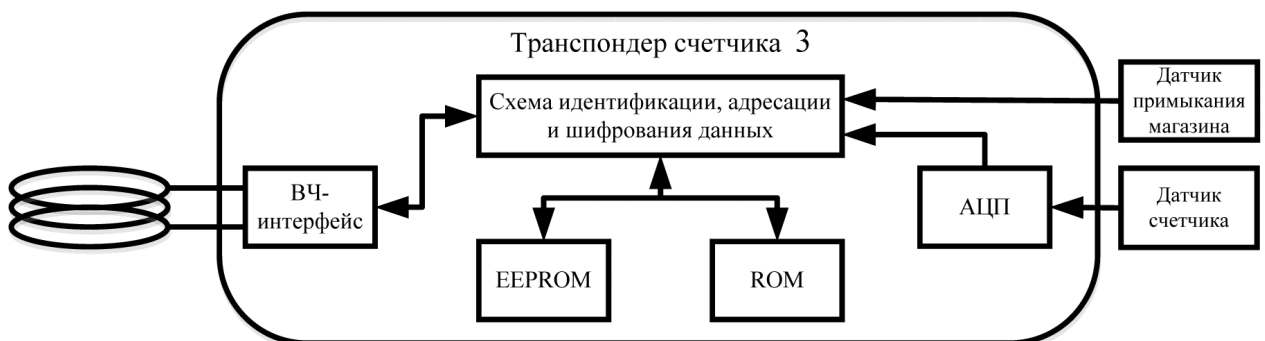 Транспондер счетчика 3
Схема идентификации, адресации
и шифрования данных
Датчик
примыкания
магазина
ВЧ-
интерфейс
АЦП
Датчик
счетчика
EEPROM
ROM